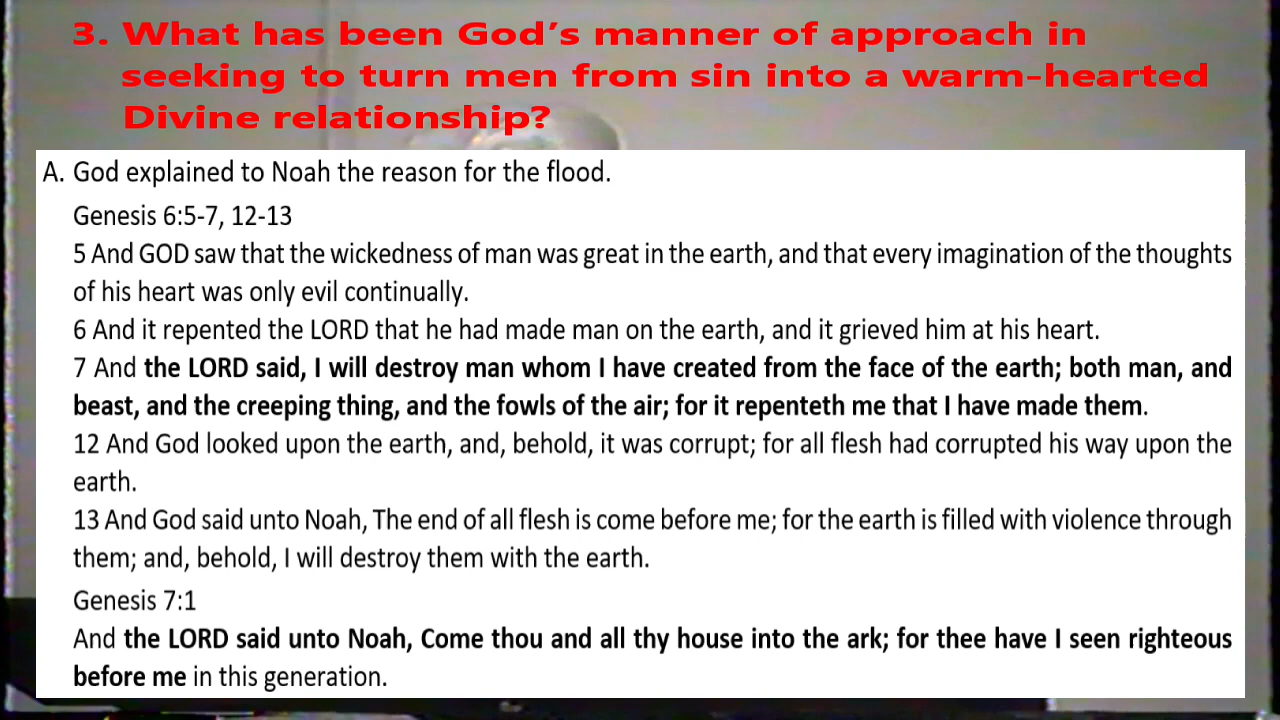 3. What has been God's manner of approach in
seeking to turn men from sin into a warm-hearted
Divine relationship?
A. God explained to Noah the reason for the flood.
Genesis 6:5-7, 12-13
5 And GOD saw that the wickedness of man was great in the earth, and that every imagination of the thoughts
of his heart was only evil continually.
6 And it repented the LORD that he had made man on the earth, and it grieved him at his heart.
7 And the LORD said, I will destroy man whom I have created from the face of the earth; both man, and
beast, and the creeping thing, and the fowls of the air; for it repenteth me that I have made them.
12 And God looked upon the earth, and, behold, it was corrupt; for all flesh had corrupted his way upon the
earth.
13 And God said unto Noah, The end of all flesh is come before me; for the earth is filled with violence through
them; and, behold, I will destroy them with the earth.
Genesis 7:1
And the LORD said unto Noah, Come thou and all thy house into the ark; for thee have I seen righteous
before me in this generation.